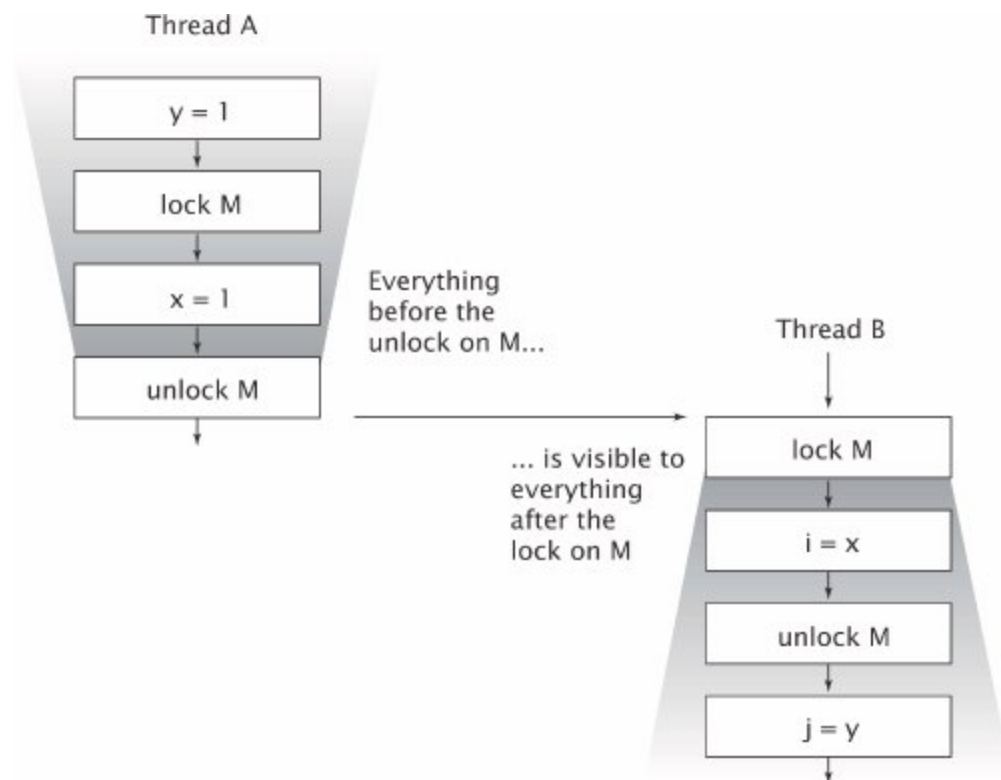 Thread A
y = 1
lock M
x = 1
unlock M
Everything
before the
unlock on M...
Thread B
... is visible to
everything
after the
lock on M
lock M
i = x
unlock M
j = y